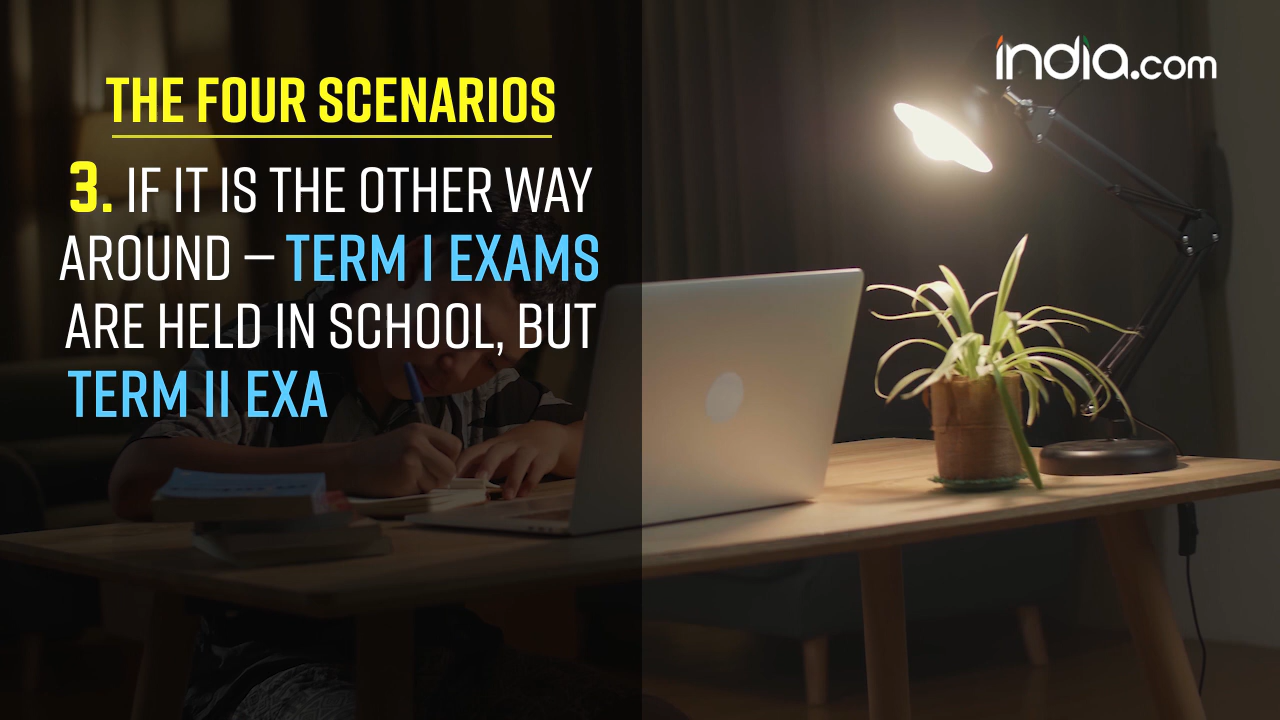 india.com
THE FOUR SCENARIOS
3. IF IT IS THE OTHER WAY
AROUND – TERM I EXAMS
ARE HELD IN SCHOOL, BUT
TERM II EXA